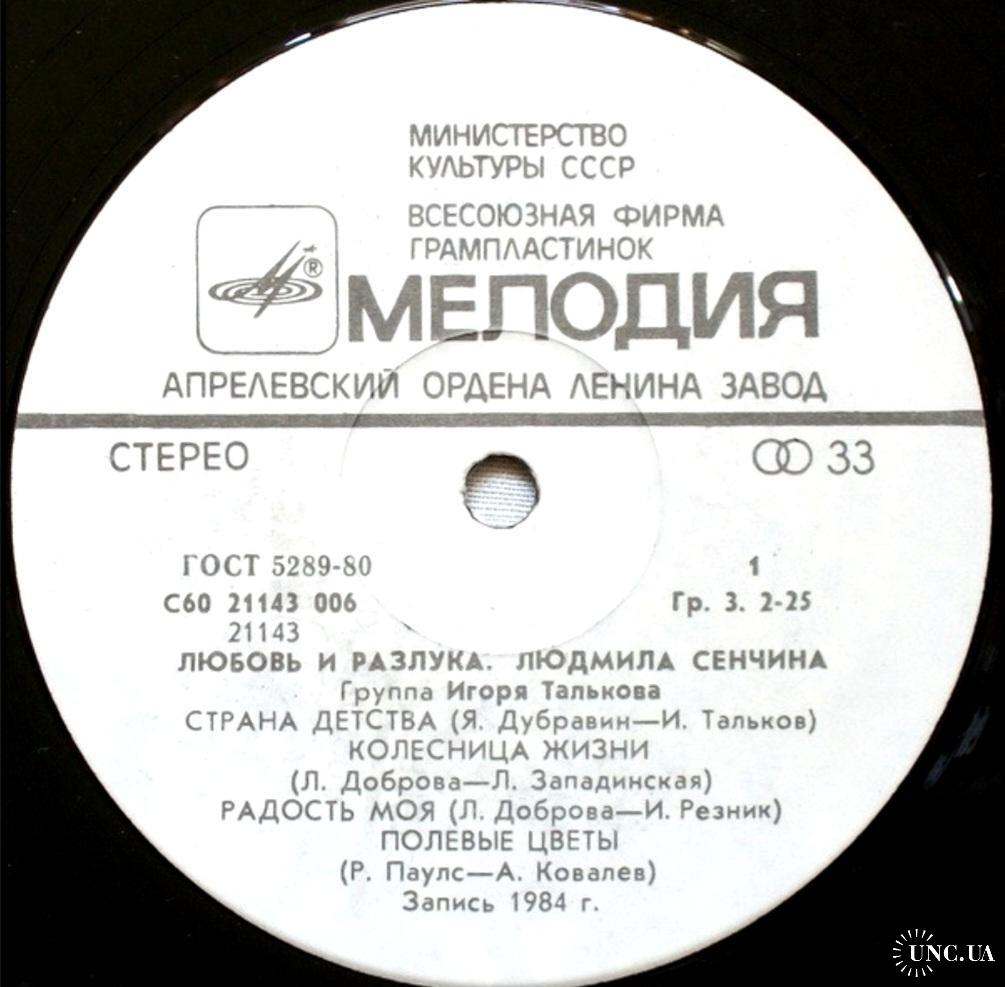 МИНИСТЕРСТВО
КУЛЬТУРЫ СССР
ВСЕСОЮЗНАЯ ФИРМА
ГРАМПЛАСТИНОК
®
МЕЛОДИЯ
АПРЕЛЕВСКИЙ ОРДЕНА ЛЕНИНА ЗАВОД
СТЕРЕО 33
ГОСТ 5289-80 1
С60 21143 006 Гр. 3. 2-25
21143
ЛЮБОВЬ И РАЗЛУКА. ЛЮДМИЛА СЕНЧИНА
Группа Игоря Талькова
СТРАНА ДЕТСТВА (Я. Дубравин—И. Тальков)
КОЛЕСНИЦА ЖИЗНИ
(Л. Доброва—Л. Западинская)
РАДОСТЬ МОЯ (Л. Доброва—И. Резник)
ПОЛЕВЫЕ ЦВЕТЫ
(Р. Паулс—А. Ковалев)
Запись 1984 г.
UNC.UA